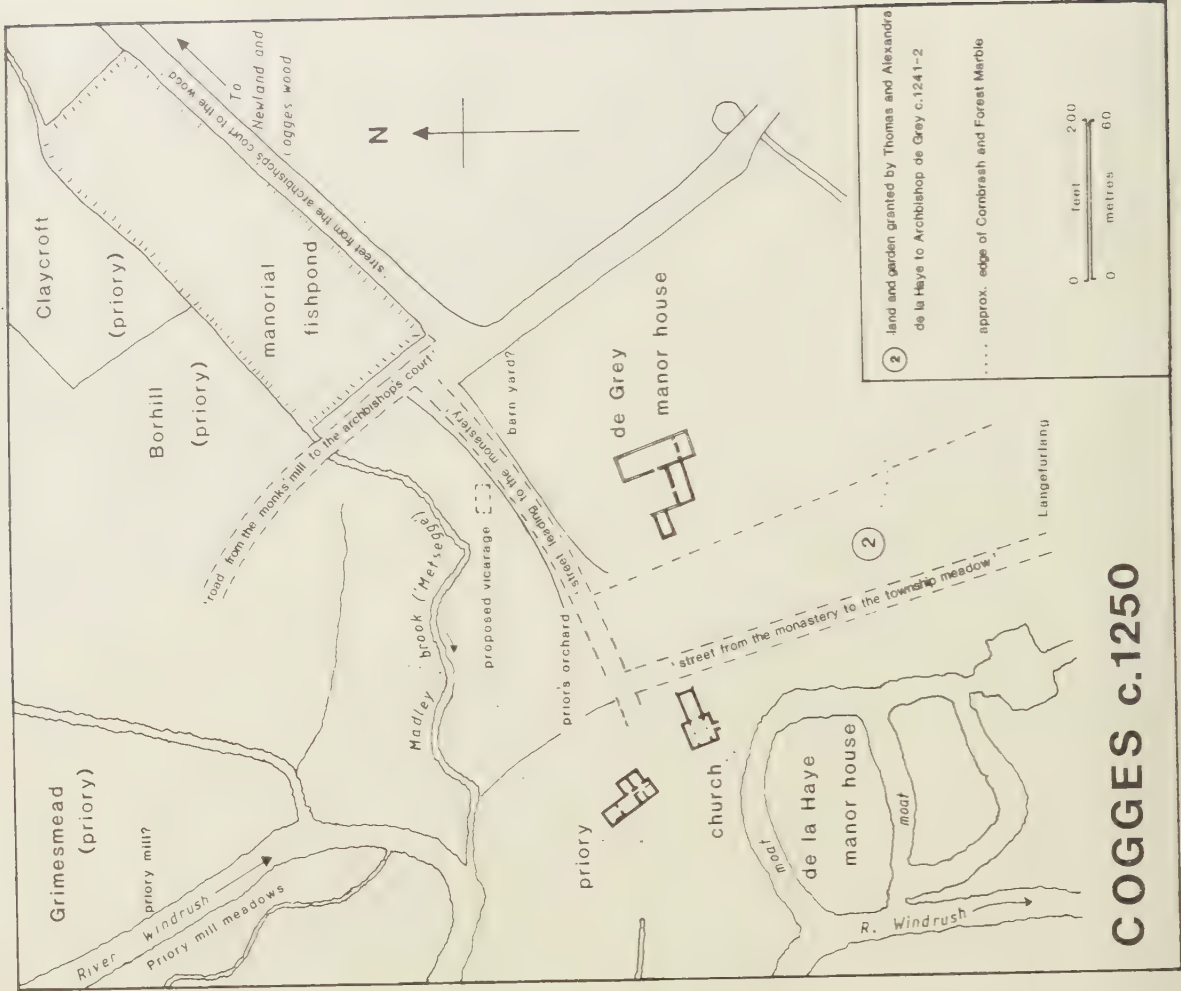 Grimesmead
(priory)
priory mill?
River Windrush
Priory mill meadows
Claycroft
(priory)
Borhill
(priory)
manorial
fishpond
'street from the archbishops court to the wood'
To
Newland and
Cogges wood
N
'road from the monks' mill to the archbishops court'
Madley brook ('Metsegge')
proposed vicarage
'street leading to the monastery'
barn yard?
priors orchard
de Grey
manor house
priory
church
'street from the monastery to the township meadow'
2
Langefurlang
moat
de la Haye
manor house
moat
R. Windrush
2 land and garden granted by Thomas and Alexandra
de la Haye to Archbishop de Grey c.1241-2
.... approx. edge of Cornbrash and Forest Marble
0 feet 200
0 metres 60
COGGES c.1250